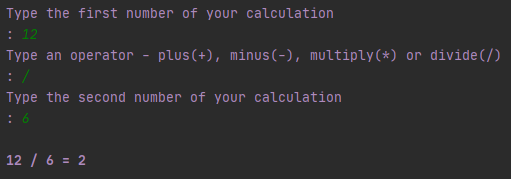 Type the first number of your calculation
: 12
Type an operator - plus(+), minus(-), multiply(*) or divide(/)
: /
Type the second number of your calculation
: 6
12 / 6 = 2